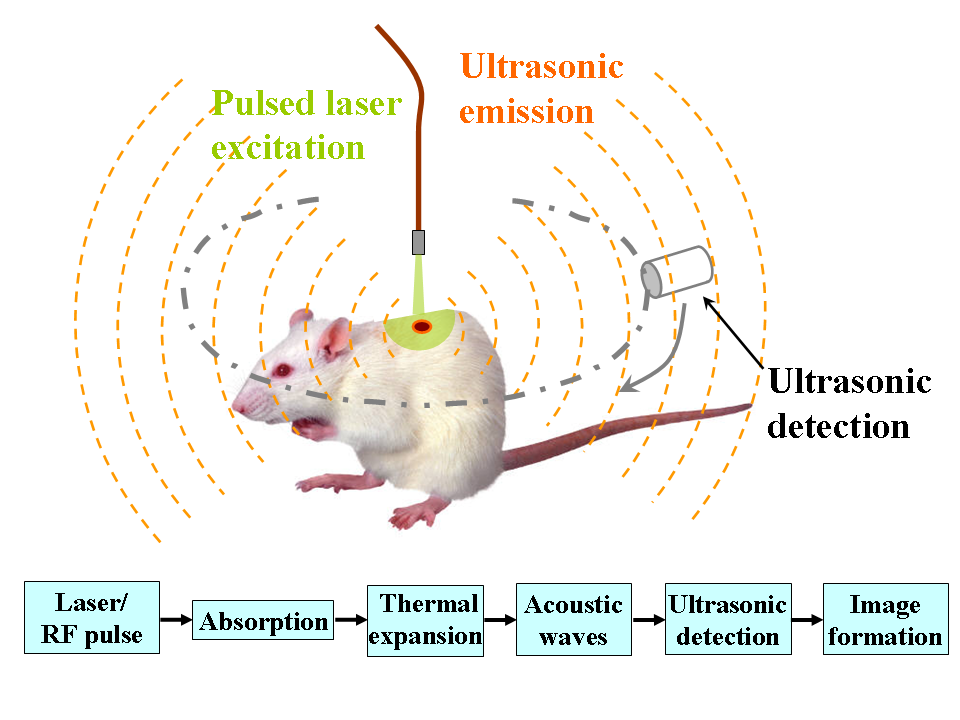 Ultrasonic
emission
Pulsed laser
excitation
Ultrasonic
detection
Laser/
RF pulse
Absorption
Thermal
expansion
Acoustic
waves
Ultrasonic
detection
Image
formation